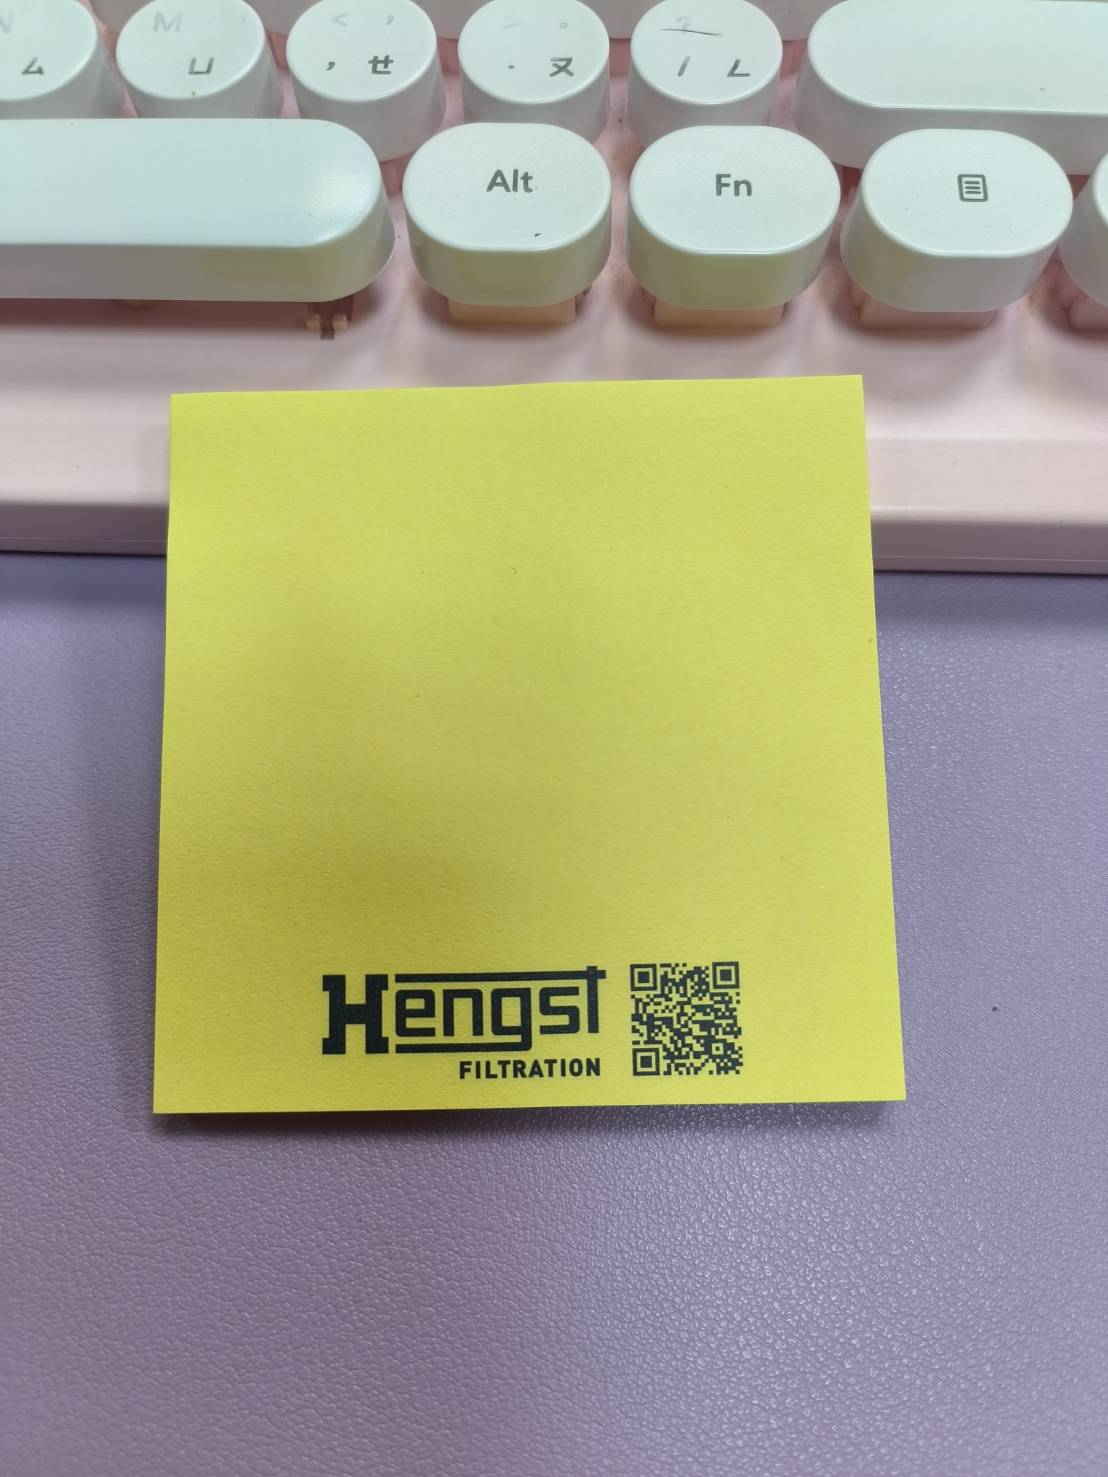 N ㄙ
M ㄩ
< ,
, ㄝ
> 。
. ㄡ
?
/ ㄥ
Alt
Fn
Hengst
FILTRATION